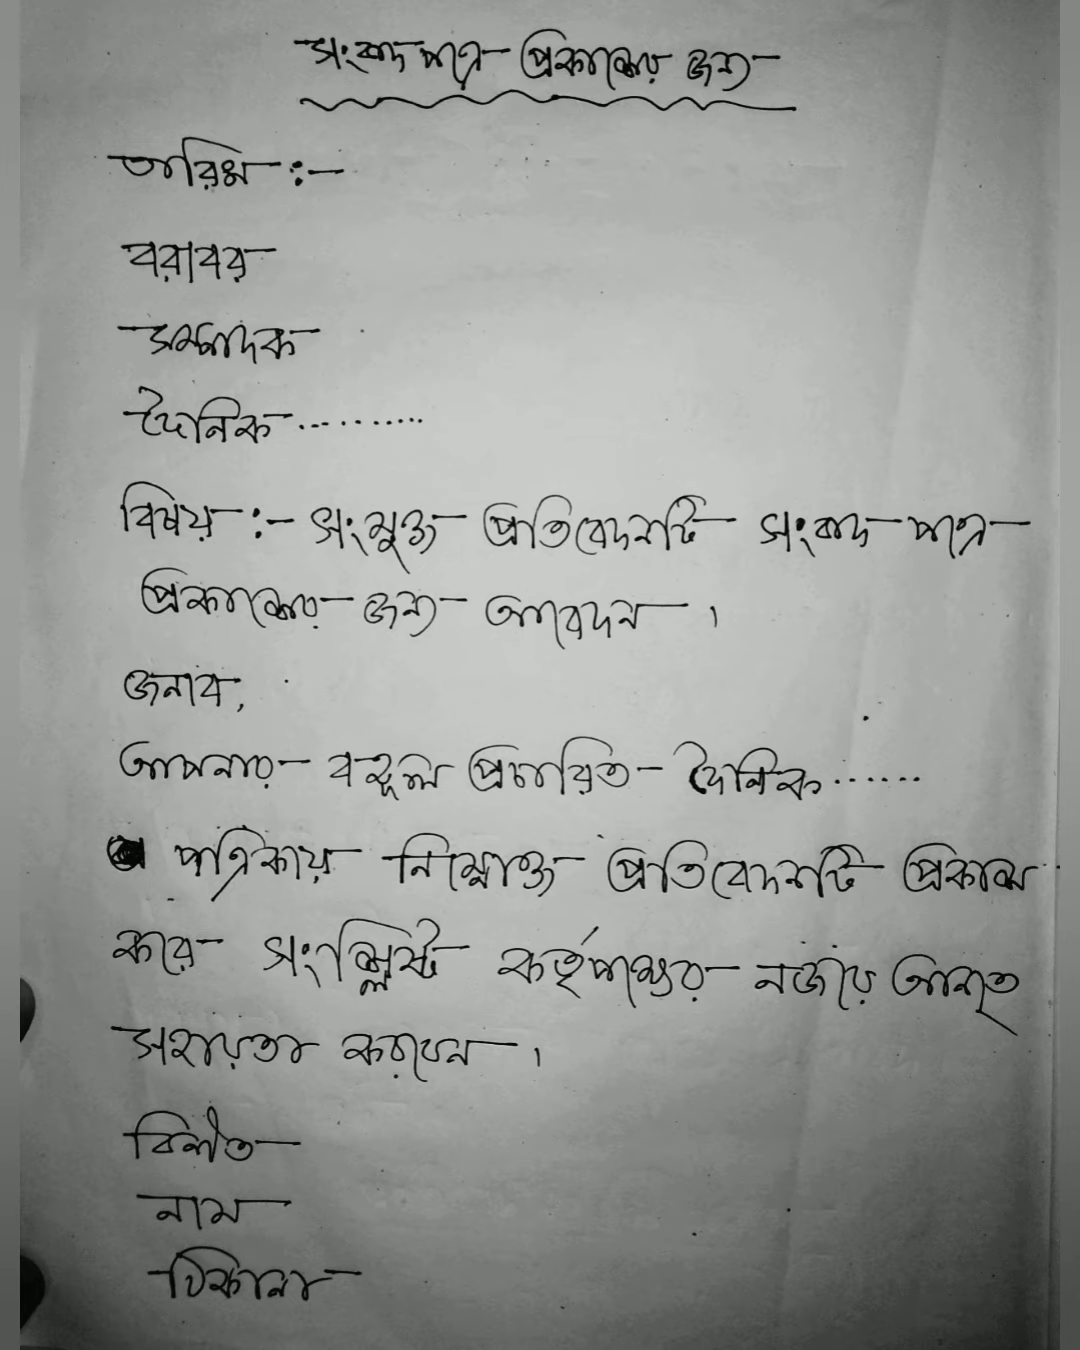 সংবাদ পত্রে প্রকাশের জন্য
তারিখ :-
বরাবর
সম্পাদক
দৈনিক ..........
বিষয় :- সংযুক্ত প্রতিবেদনটি সংবাদ পত্রে
প্রকাশের জন্য আবেদন ।
জনাব,
আপনার বহুল প্রচারিত দৈনিক ......
পত্রিকায় নিম্নোক্ত প্রতিবেদনটি প্রকাশ
করে সংশ্লিষ্ট কর্তৃপক্ষের নজরে আনতে
সহায়তা করবেন ।
বিনীত
নাম
ঠিকানা